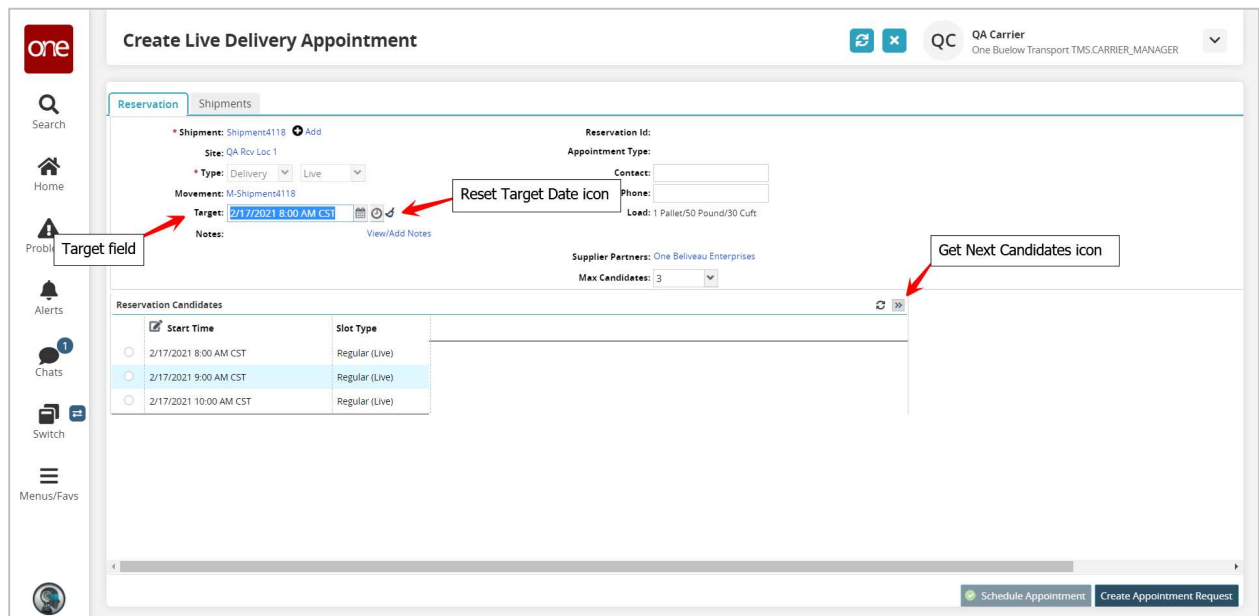 one
Create Live Delivery Appointment
QC
QA Carrier
One Buelow Transport TMS.CARRIER_MANAGER
Search
Home
Alerts
1
Chats
Switch
Menus/Favs
Reservation Shipments
* Shipment: Shipment4118 Add
Reservation Id:
Site: QA Rcv Loc 1
Appointment Type:
* Type: Delivery Live
Contact:
Movement: M-Shipment4118
Reset Target Date icon
Phone:
Target: 2/17/2021 8:00 AM CST
Load: 1 Pallet/50 Pound/30 Cuft
Target field
Notes: View/Add Notes
Get Next Candidates icon
Supplier Partners: One Beliveau Enterprises
Max Candidates: 3
Reservation Candidates
Start Time Slot Type
2/17/2021 8:00 AM CST Regular (Live)
2/17/2021 9:00 AM CST Regular (Live)
2/17/2021 10:00 AM CST Regular (Live)
Schedule Appointment Create Appointment Request